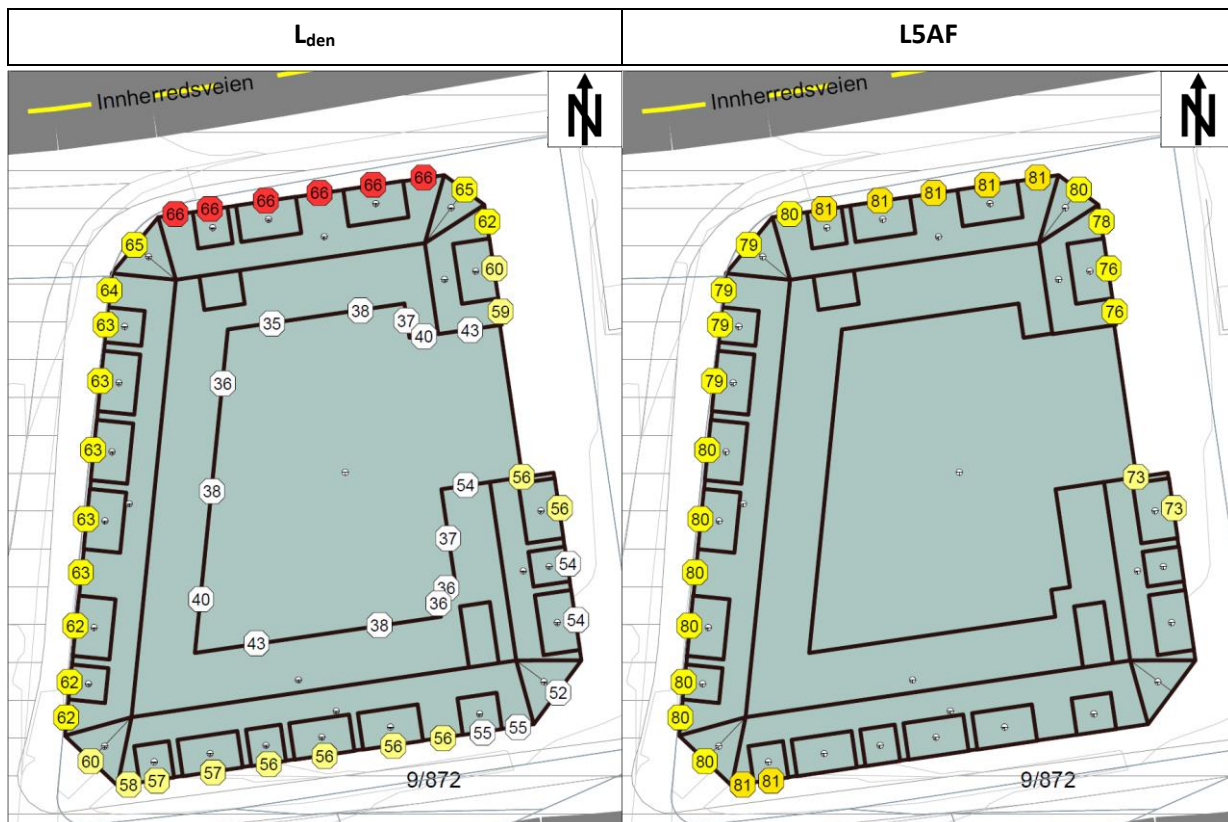 Lden
L5AF
Innherredsveien
N
66 66 66 66 66 66 65
65 62
64 60
63 35 38 37 40 43 59
63 36
63
38 54 56
63 37 56
63 36 54
40 36
62 43 38 54
62
62 52
60 58 57 57 56 56 56 56 55 55
9/872
Innherredsveien
N
80 81 81 81 81 81 80
79 78
79 76
79 76
79
80 73
80 73
80
80
80
80
80 81 81
9/872